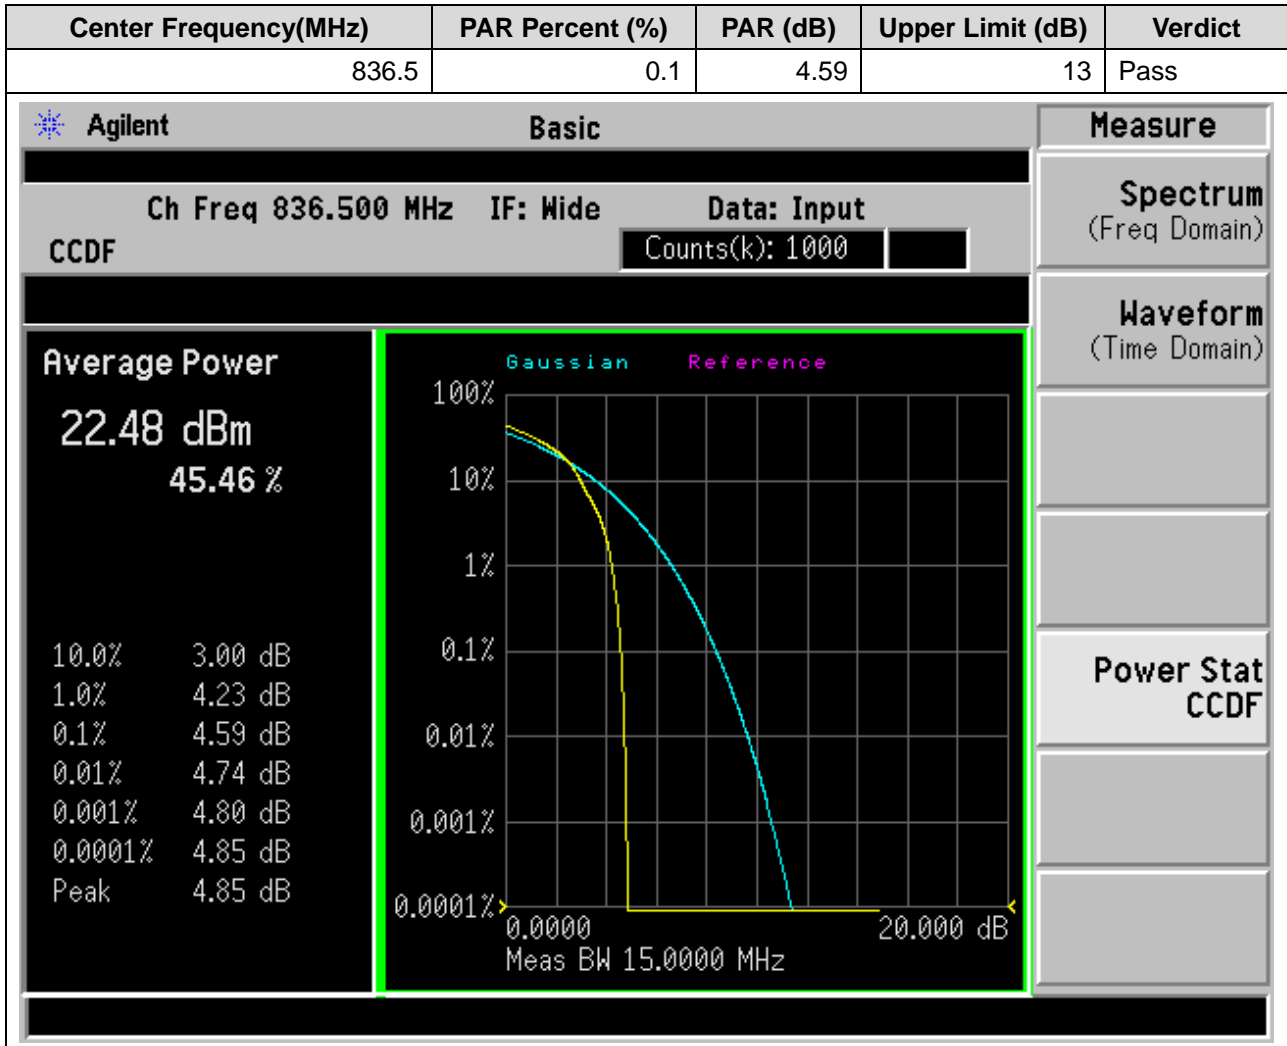 Center Frequency(MHz) PAR Percent (%) PAR (dB) Upper Limit (dB) Verdict
836.5 0.1 4.59 13 Pass
Agilent Basic Measure
Ch Freq 836.500 MHz IF: Wide Data: Input
CCDF Counts(k): 1000
Spectrum
(Freq Domain)
Waveform
(Time Domain)
Power Stat
CCDF
Average Power
22.48 dBm
45.46 %
10.0% 3.00 dB
1.0% 4.23 dB
0.1% 4.59 dB
0.01% 4.74 dB
0.001% 4.80 dB
0.0001% 4.85 dB
Peak 4.85 dB
Gaussian Reference
100%
10%
1%
0.1%
0.01%
0.001%
0.0001%
0.0000 20.000 dB
Meas BW 15.0000 MHz